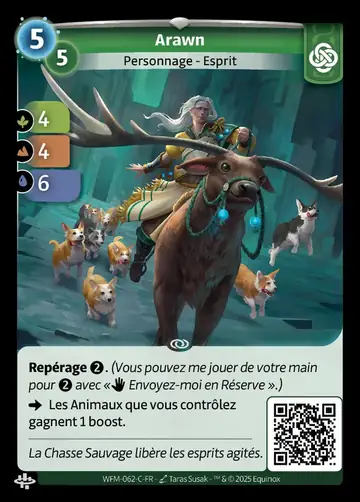 5
5
Arawn
Personnage - Esprit
4
4
6
Repérage 2. (Vous pouvez me jouer de votre main
pour 2 avec « Envoyez-moi en Réserve ».)
Les Animaux que vous contrôlez
gagnent 1 boost.
La Chasse Sauvage libère les esprits agités.
WFM-062-C-FR - Taras Susak - ™ & © 2025 Equinox